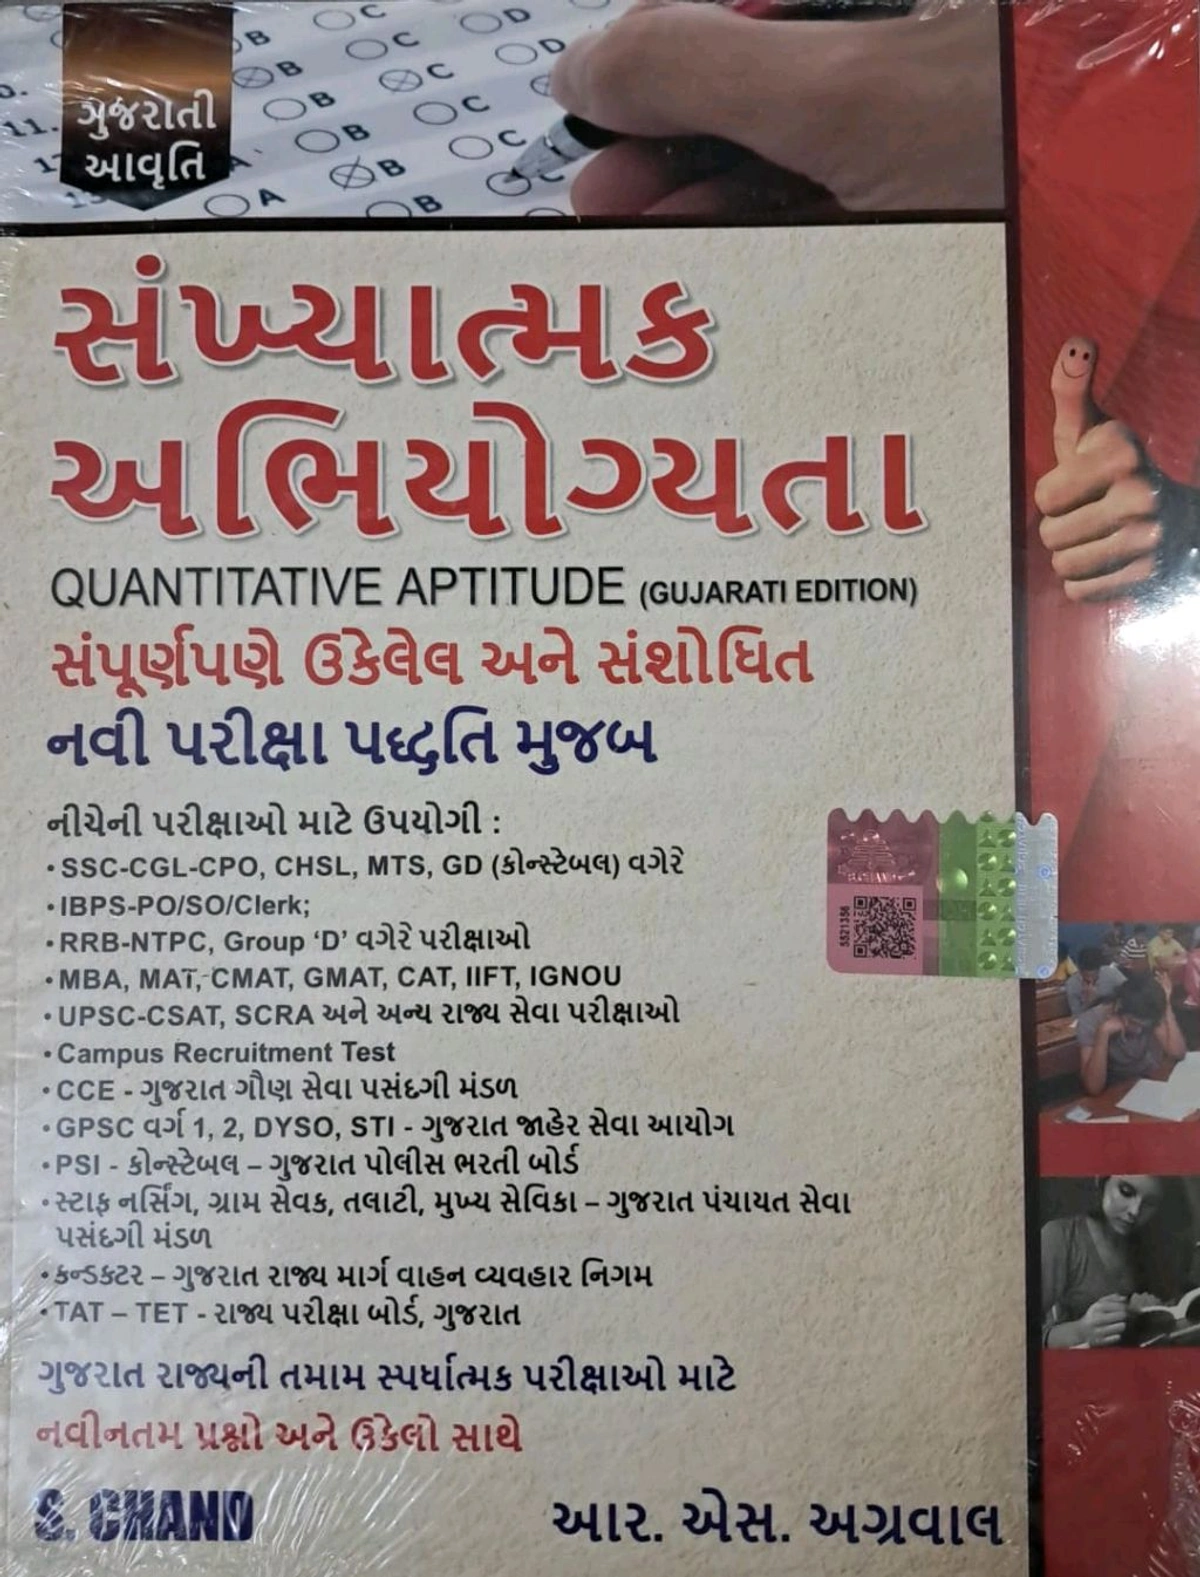 ગુજરાતી
આવૃતિ
સંખ્યાત્મક
અભિયોગ્યતા
QUANTITATIVE APTITUDE (GUJARATI EDITION)
સંપૂર્ણપણે ઉકેલેલ અને સંશોધિત
નવી પરીક્ષા પદ્ધતિ મુજબ
નીચેની પરીક્ષાઓ માટે ઉપયોગી :
• SSC-CGL-CPO, CHSL, MTS, GD (કોન્સ્ટેબલ) વગેરે
• IBPS-PO/SO/Clerk;
• RRB-NTPC, Group ‘D’ વગેરે પરીક્ષાઓ
• MBA, MAT, CMAT, GMAT, CAT, IIFT, IGNOU
• UPSC-CSAT, SCRA અને અન્ય રાજ્ય સેવા પરીક્ષાઓ
• Campus Recruitment Test
• CCE - ગુજરાત ગૌણ સેવા પસંદગી મંડળ
• GPSC વર્ગ 1, 2, DYSO, STI - ગુજરાત જાહેર સેવા આયોગ
• PSI - કોન્સ્ટેબલ – ગુજરાત પોલીસ ભરતી બોર્ડ
• સ્ટાફ નર્સિંગ, ગ્રામ સેવક, તલાટી, મુખ્ય સેવિકા – ગુજરાત પંચાયત સેવા
પસંદગી મંડળ
• કન્ડક્ટર – ગુજરાત રાજ્ય માર્ગ વાહન વ્યવહાર નિગમ
• TAT – TET - રાજ્ય પરીક્ષા બોર્ડ, ગુજરાત
5521356
ગુજરાત રાજ્યની તમામ સ્પર્ધાત્મક પરીક્ષાઓ માટે
નવીનતમ પ્રશ્નો અને ઉકેલો સાથે
S. CHAND
આર. એસ. અગ્રવાલ